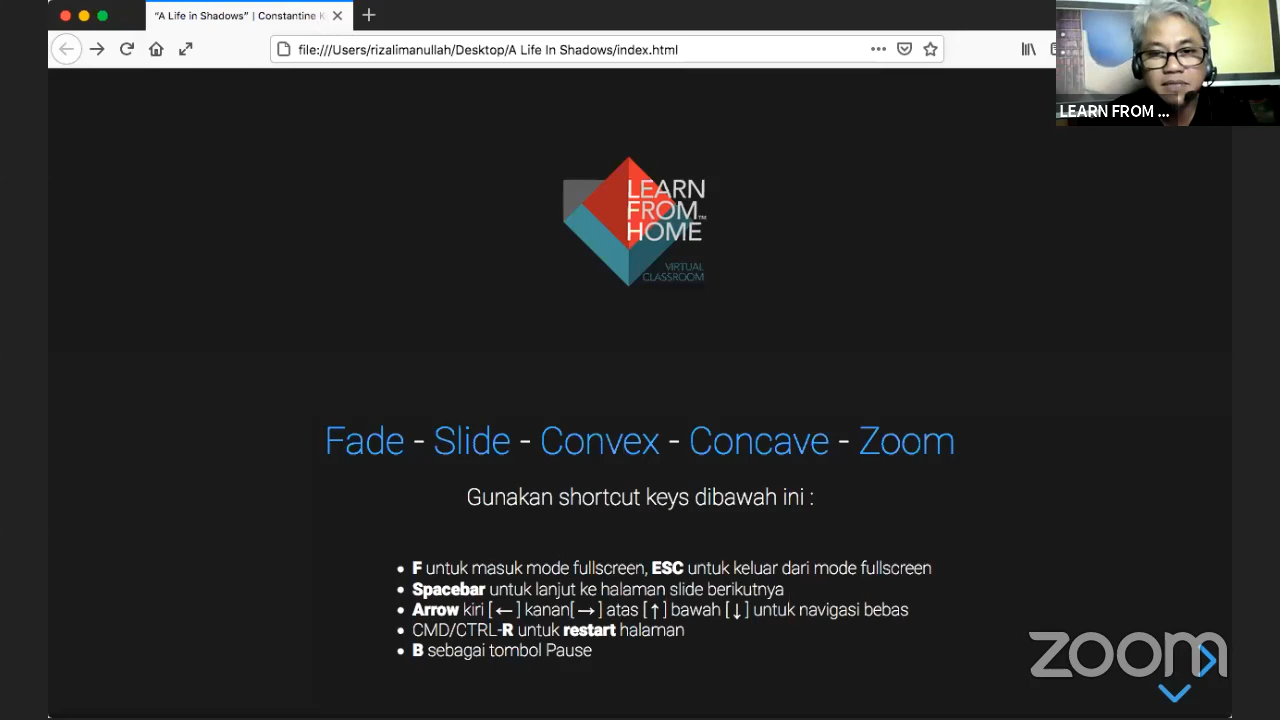 "A Life in Shadows" | Constantine K
file:///Users/rizalimanullah/Desktop/A Life In Shadows/index.html
LEARN FROM ...
LEARN
FROM™
HOME
VIRTUAL
CLASSROOM
Fade - Slide - Convex - Concave - Zoom
Gunakan shortcut keys dibawah ini :
• F untuk masuk mode fullscreen, ESC untuk keluar dari mode fullscreen
• Spacebar untuk lanjut ke halaman slide berikutnya
• Arrow kiri [←] kanan[→] atas [↑] bawah [↓] untuk navigasi bebas
• CMD/CTRL-R untuk restart halaman
• B sebagai tombol Pause
zoom